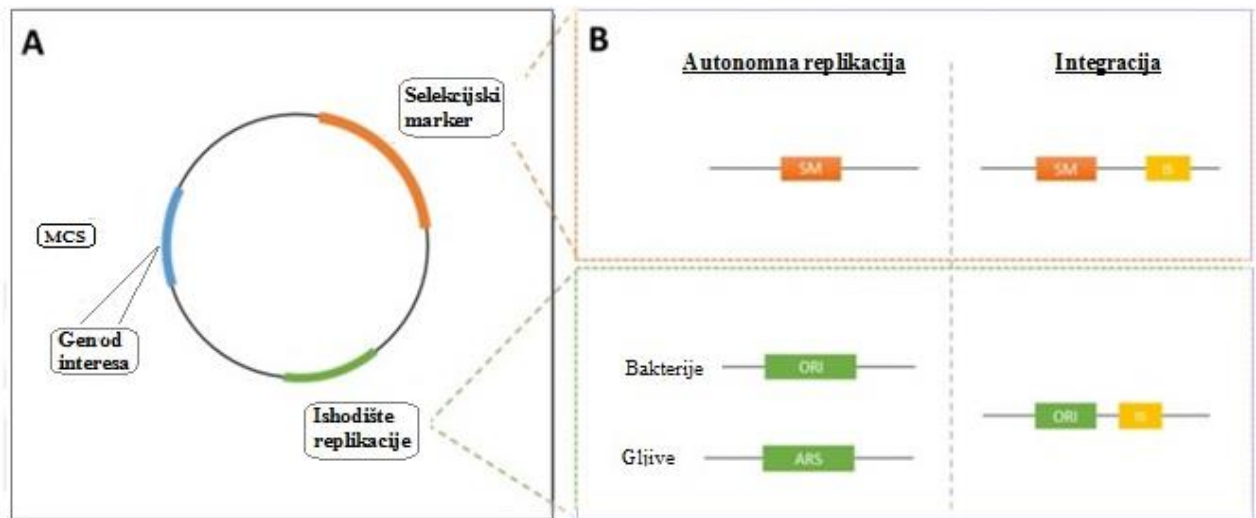 A
Selekcijski
marker
MCS
Gen od
interesa
Ishodište
replikacije
B
Autonomna replikacija
Integracija
SM
SM
IS
Bakterije
ORI
ORI
IS
Gljive
ARS